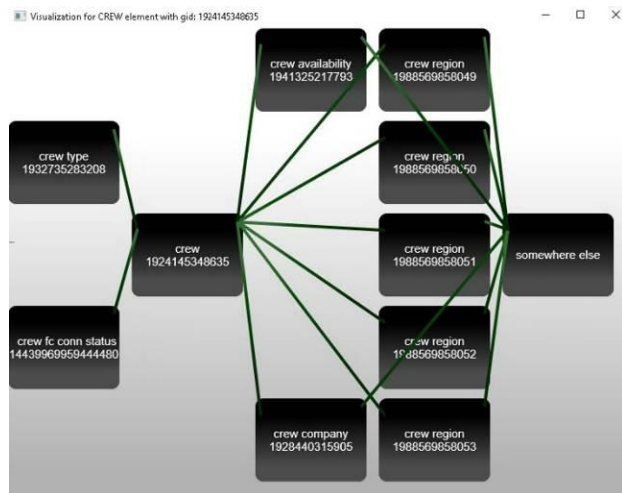 Visualization for CREW element with gid: 1924145348635
crew availability
1941325217793
crew region
1988569858049
crew type
1932735283208
crew region
1988569858050
crew
1924145348635
crew region
1988569858051
somewhere else
crew fc conn status
14439969959444480
crew region
1988569858052
crew company
1928440315905
crew region
1988569858053